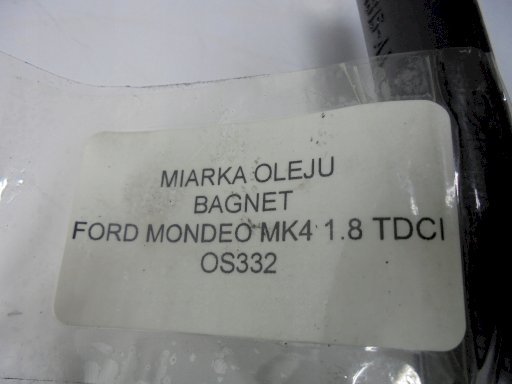 MIARKA OLEJU
BAGNET
FORD MONDEO MK4 1.8 TDCI
OS332